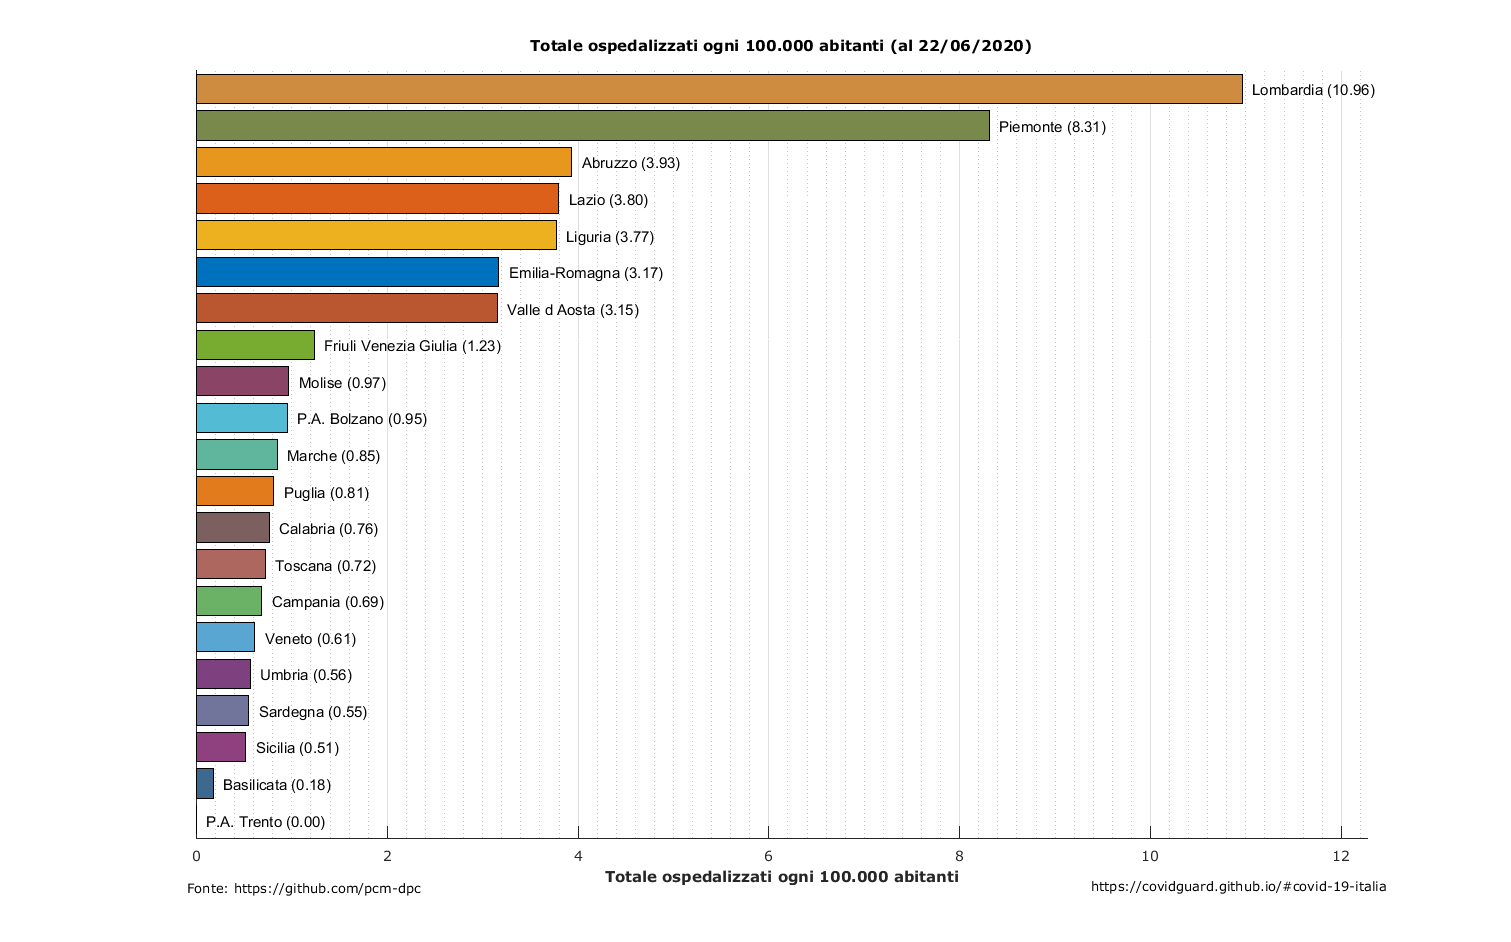 Totale ospedalizzati ogni 100.000 abitanti (al 22/06/2020)
Lombardia (10.96)
Piemonte (8.31)
Abruzzo (3.93)
Lazio (3.80)
Liguria (3.77)
Emilia-Romagna (3.17)
Valle d Aosta (3.15)
Friuli Venezia Giulia (1.23)
Molise (0.97)
P.A. Bolzano (0.95)
Marche (0.85)
Puglia (0.81)
Calabria (0.76)
Toscana (0.72)
Campania (0.69)
Veneto (0.61)
Umbria (0.56)
Sardegna (0.55)
Sicilia (0.51)
Basilicata (0.18)
P.A. Trento (0.00)
0 2 4 6 8 10 12
Totale ospedalizzati ogni 100.000 abitanti
Fonte: https://github.com/pcm-dpc
https://covidguard.github.io/#covid-19-italia